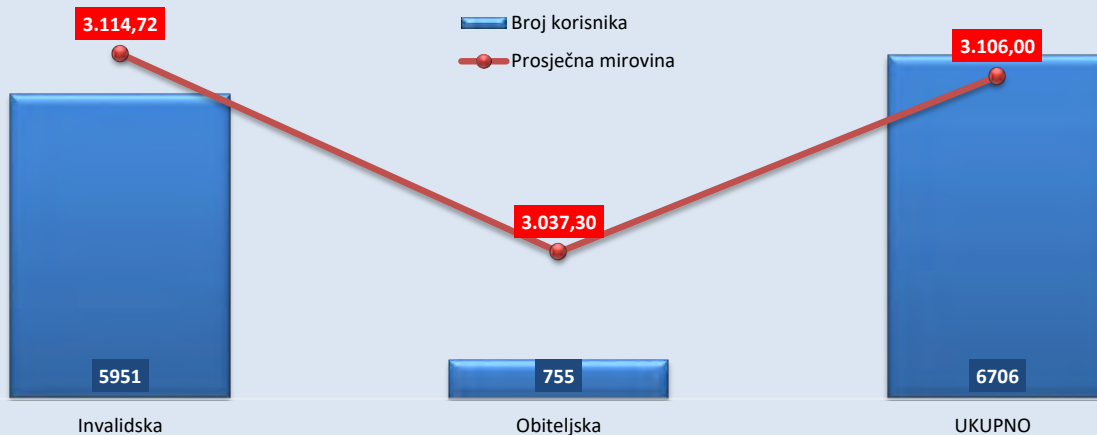 3.114,72
Broj korisnika
Prosječna mirovina
3.106,00
3.037,30
5951
755
6706
Invalidska
Obiteljska
UKUPNO